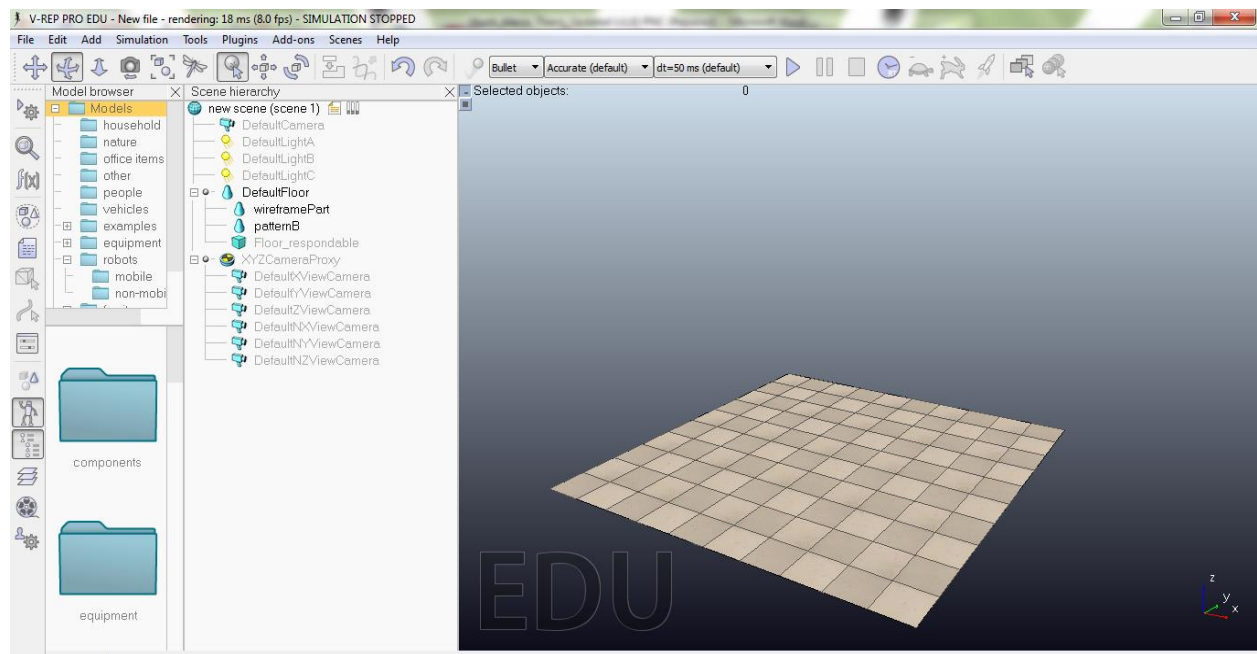 V-REP PRO EDU - New file - rendering: 18 ms (8.0 fps) - SIMULATION STOPPED
File Edit Add Simulation Tools Plugins Add-ons Scenes Help
Bullet Accurate (default) dt=50 ms (default)
Model browser
Models
household
nature
office items
other
people
vehicles
examples
equipment
robots
mobile
non-mobi
components
equipment
Scene hierarchy
new scene (scene 1)
DefaultCamera
DefaultLightA
DefaultLightB
DefaultLightC
DefaultFloor
wireframePart
patternB
Floor_respondable
XYZCameraProxy
DefaultXViewCamera
DefaultYViewCamera
DefaultZViewCamera
DefaultNXViewCamera
DefaultNYViewCamera
DefaultNZViewCamera
Selected objects: 0
EDU
z
y
x
f(x)